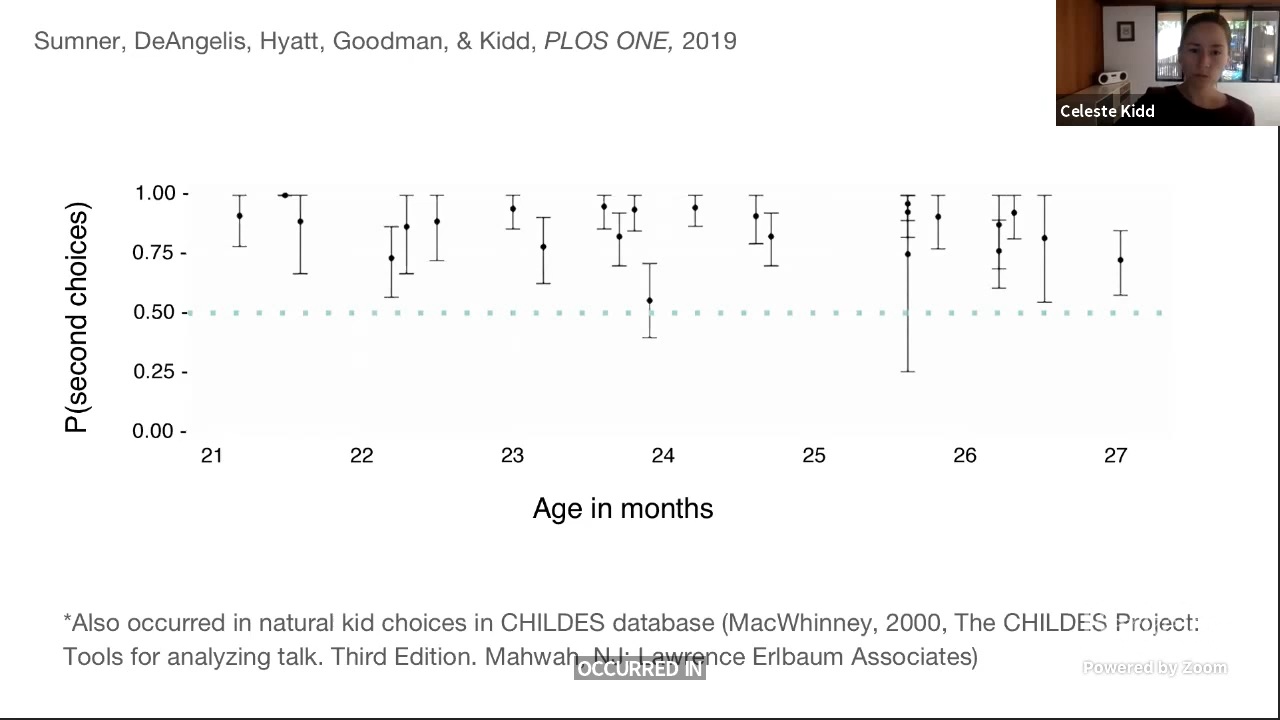 Sumner, DeAngelis, Hyatt, Goodman, & Kidd, PLOS ONE, 2019
Celeste Kidd
P(second choices)
1.00 -
0.75 -
0.50 -
0.25 -
0.00 -
21 22 23 24 25 26 27
Age in months
*Also occurred in natural kid choices in CHILDES database (MacWhinney, 2000, The CHILDES Project:
Tools for analyzing talk. Third Edition. Mahwah, NJ: Lawrence Erlbaum Associates)
OCCURRED IN
Powered by Zoom